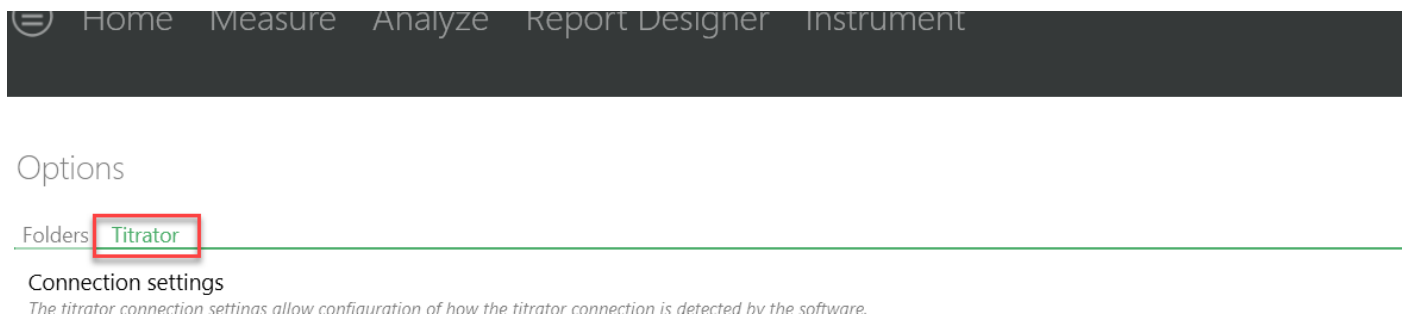 Home Measure Analyze Report Designer Instrument
Options
Folders Titrator
Connection settings
The titrator connection settings allow configuration of how the titrator connection is detected by the software.